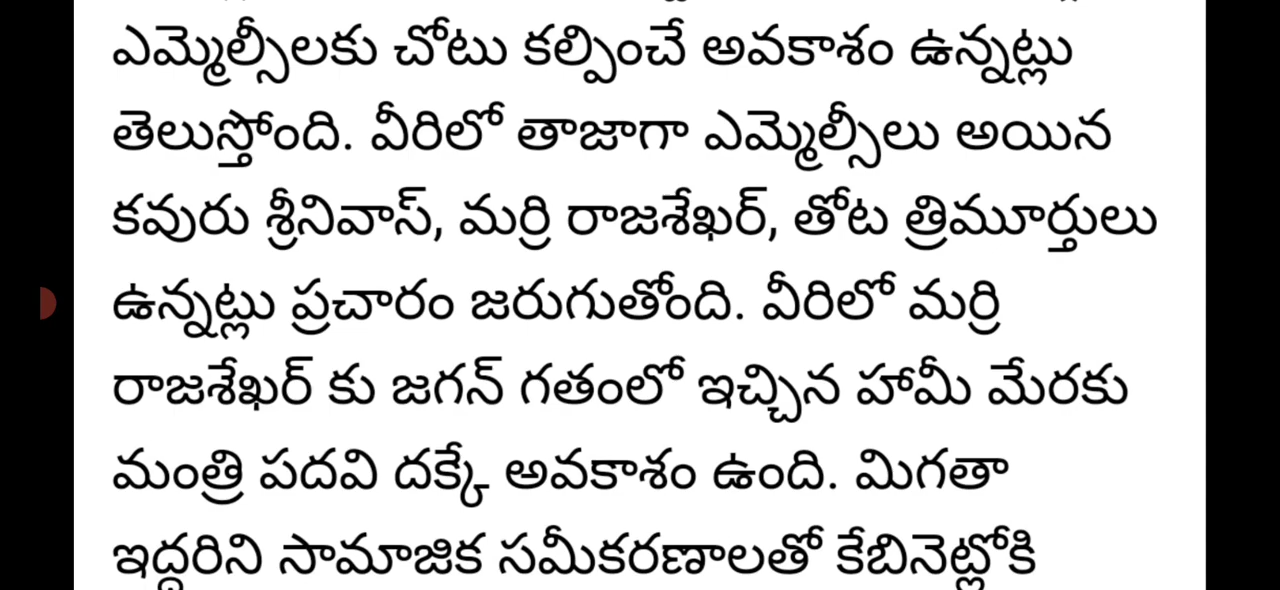 ఎమ్మెల్సీలకు చోటు కల్పించే అవకాశం ఉన్నట్లు
తెలుస్తోంది. వీరిలో తాజాగా ఎమ్మెల్సీలు అయిన
కవురు శ్రీనివాస్, మర్రి రాజశేఖర్, తోట త్రిమూర్తులు
ఉన్నట్లు ప్రచారం జరుగుతోంది. వీరిలో మర్రి
రాజశేఖర్ కు జగన్ గతంలో ఇచ్చిన హామీ మేరకు
మంత్రి పదవి దక్కే అవకాశం ఉంది. మిగతా
ఇద్దరిని సామాజిక సమీకరణాలతో కేబినెట్లోకి